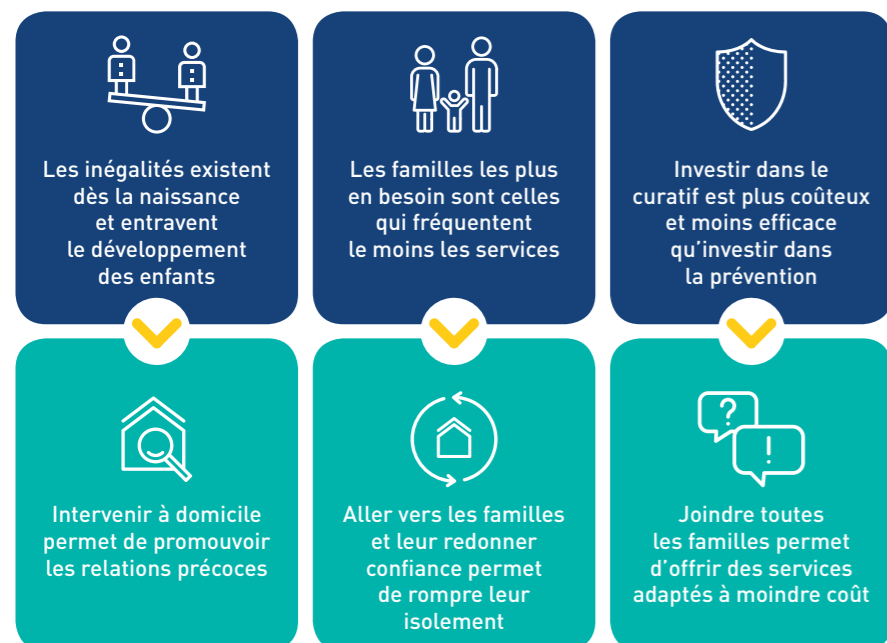 Les inégalités existent
dès la naissance
et entravent
le développement
des enfants
Les familles les plus
en besoin sont celles
qui fréquentent
le moins les services
Investir dans le
curatif est plus coûteux
et moins efficace
qu’investir dans
la prévention
Intervenir à domicile
permet de promouvoir
les relations précoces
Aller vers les familles
et leur redonner
confiance permet
de rompre leur
isolement
?
!
Joindre toutes
les familles permet
d’offrir des services
adaptés à moindre coût